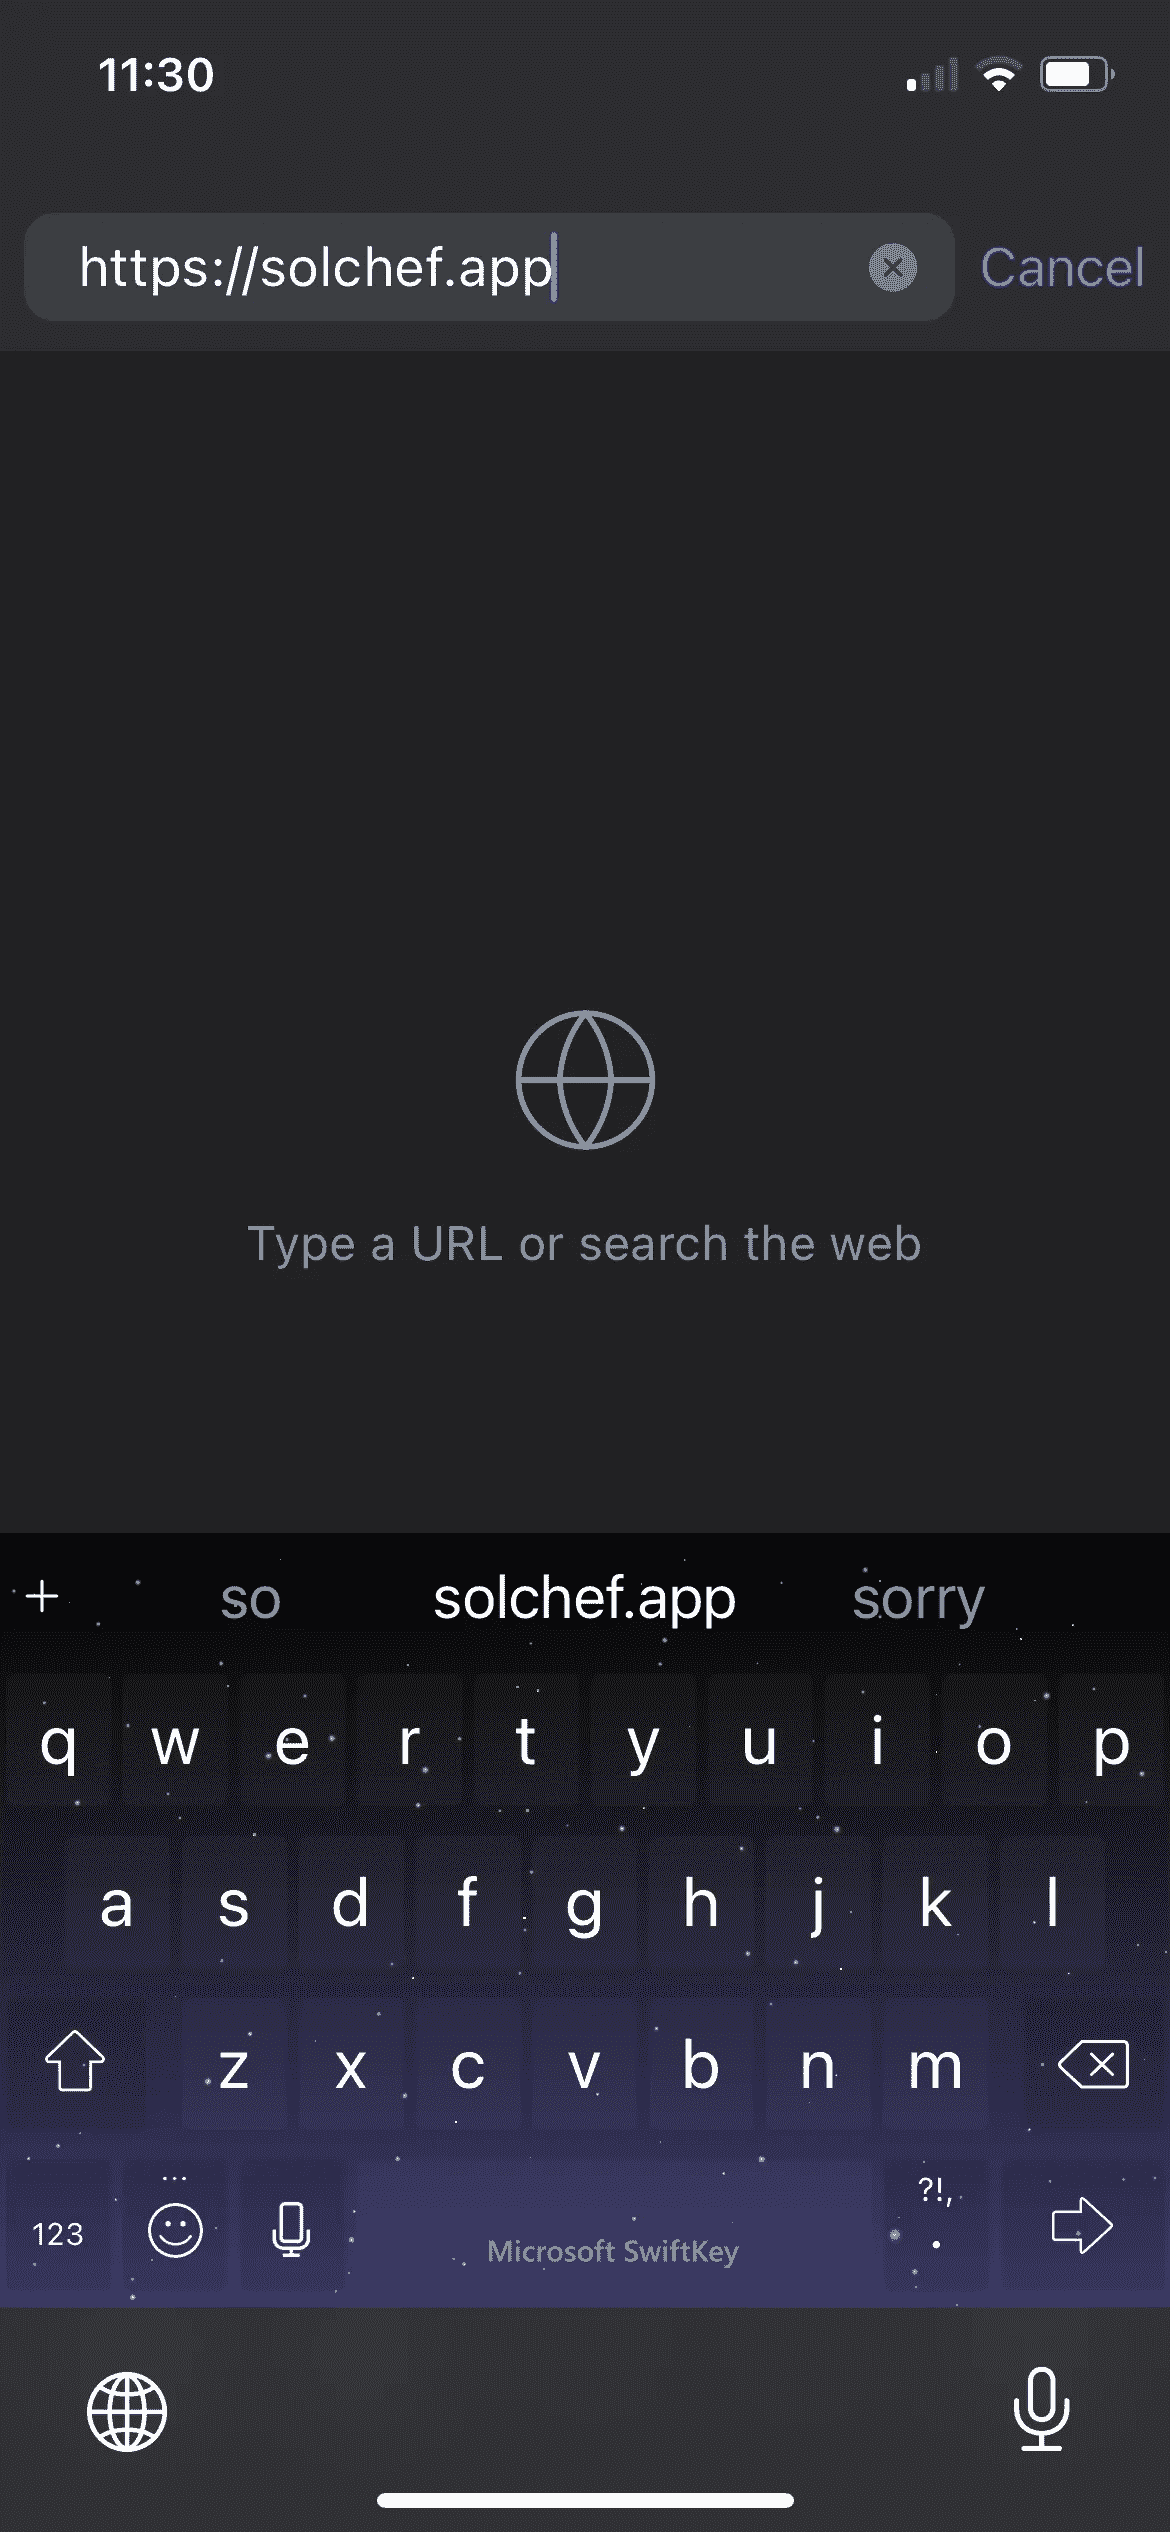 11:30
https://solchef.app
Cancel
Type a URL or search the web
so solchef.app sorry
q w e r t y u i o p
a s d f g h j k l
z x c v b n m
123 ... Microsoft SwiftKey ?!, .